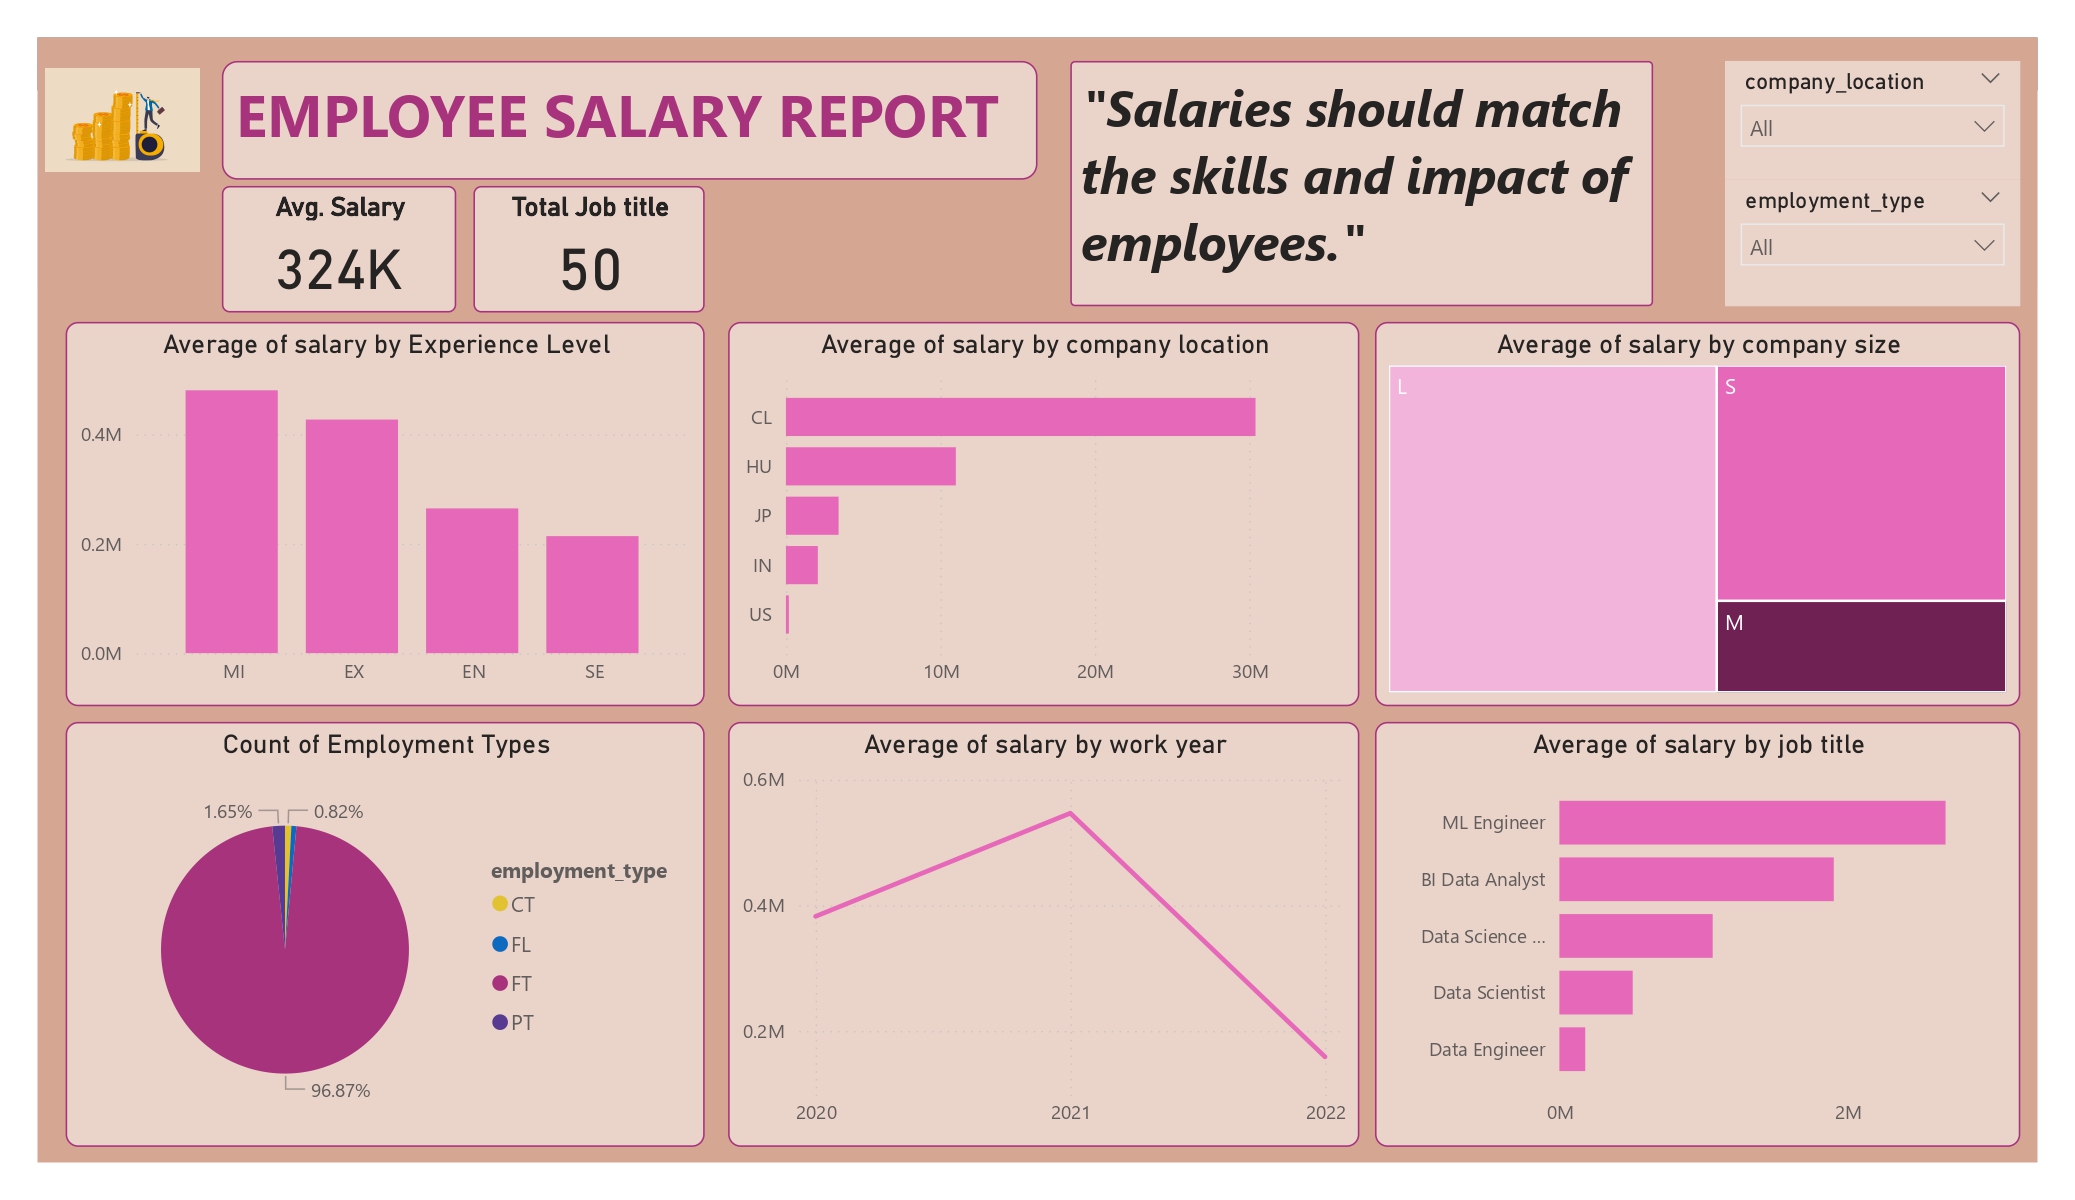 EMPLOYEE SALARY REPORT
"Salaries should match
the skills and impact of
employees."
company_location
All
employment_type
All
Avg. Salary
324K
Total Job title
50
Average of salary by Experience Level
0.4M
0.2M
0.0M
MI EX EN SE
Average of salary by company location
CL
HU
JP
IN
US
0M 10M 20M 30M
Average of salary by company size
L
S
M
Count of Employment Types
1.65% 0.82%
96.87%
employment_type
CT
FL
FT
PT
Average of salary by work year
0.6M
0.4M
0.2M
2020 2021 2022
Average of salary by job title
ML Engineer
BI Data Analyst
Data Science ...
Data Scientist
Data Engineer
0M 2M